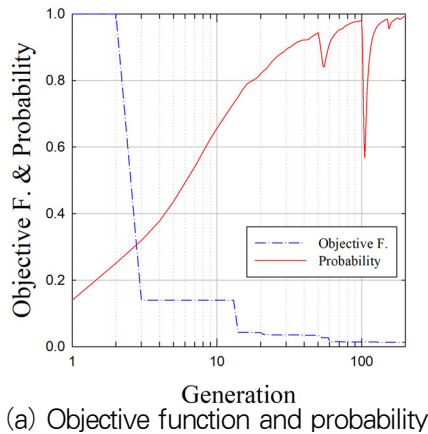 Objective F. & Probability
1.0
0.8
0.6
0.4
0.2
0.0
Objective F.
Probability
1
10
100
Generation
(a) Objective function and probability